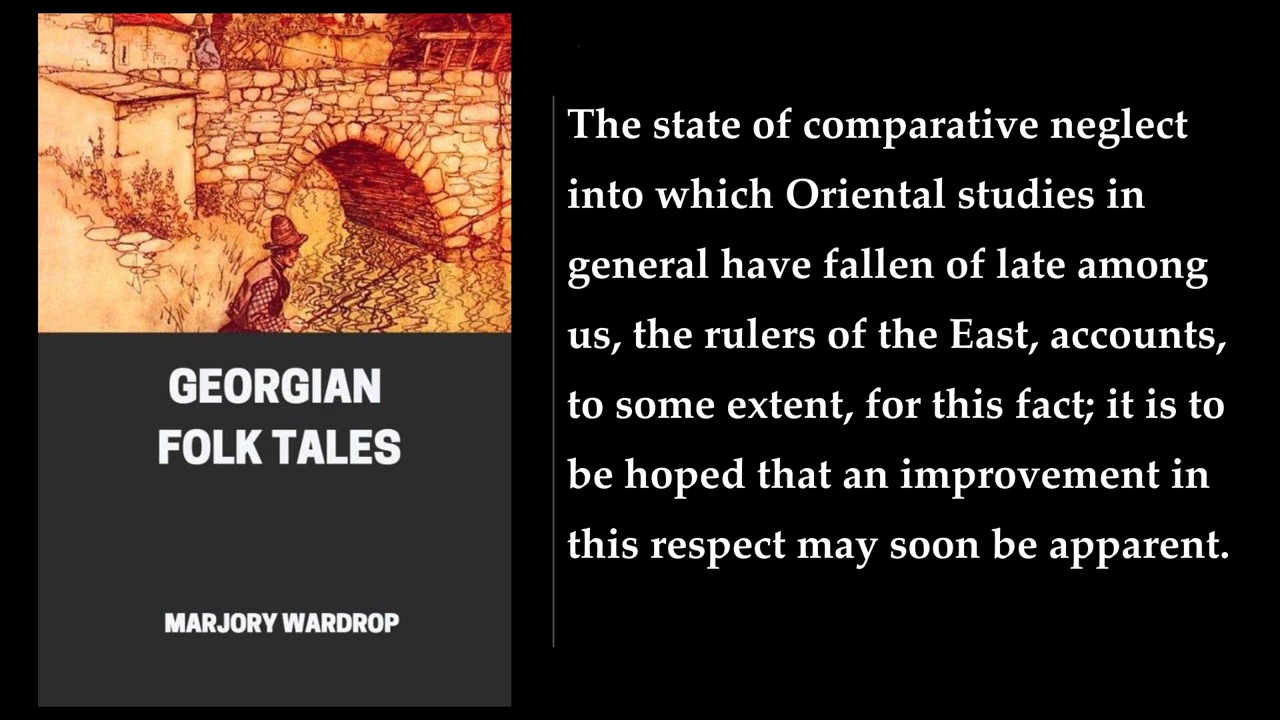 GEORGIAN
FOLK TALES
MARJORY WARDROP
The state of comparative neglect
into which Oriental studies in
general have fallen of late among
us, the rulers of the East, accounts,
to some extent, for this fact; it is to
be hoped that an improvement in
this respect may soon be apparent.